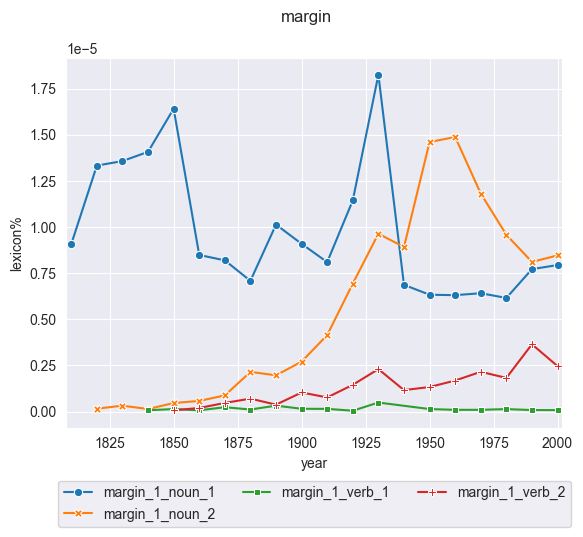 margin
1e−5
1.75
1.50
1.25
1.00
0.75
0.50
0.25
0.00
lexicon%
1825 1850 1875 1900 1925 1950 1975 2000
year
margin_1_noun_1 margin_1_verb_1 margin_1_verb_2
margin_1_noun_2